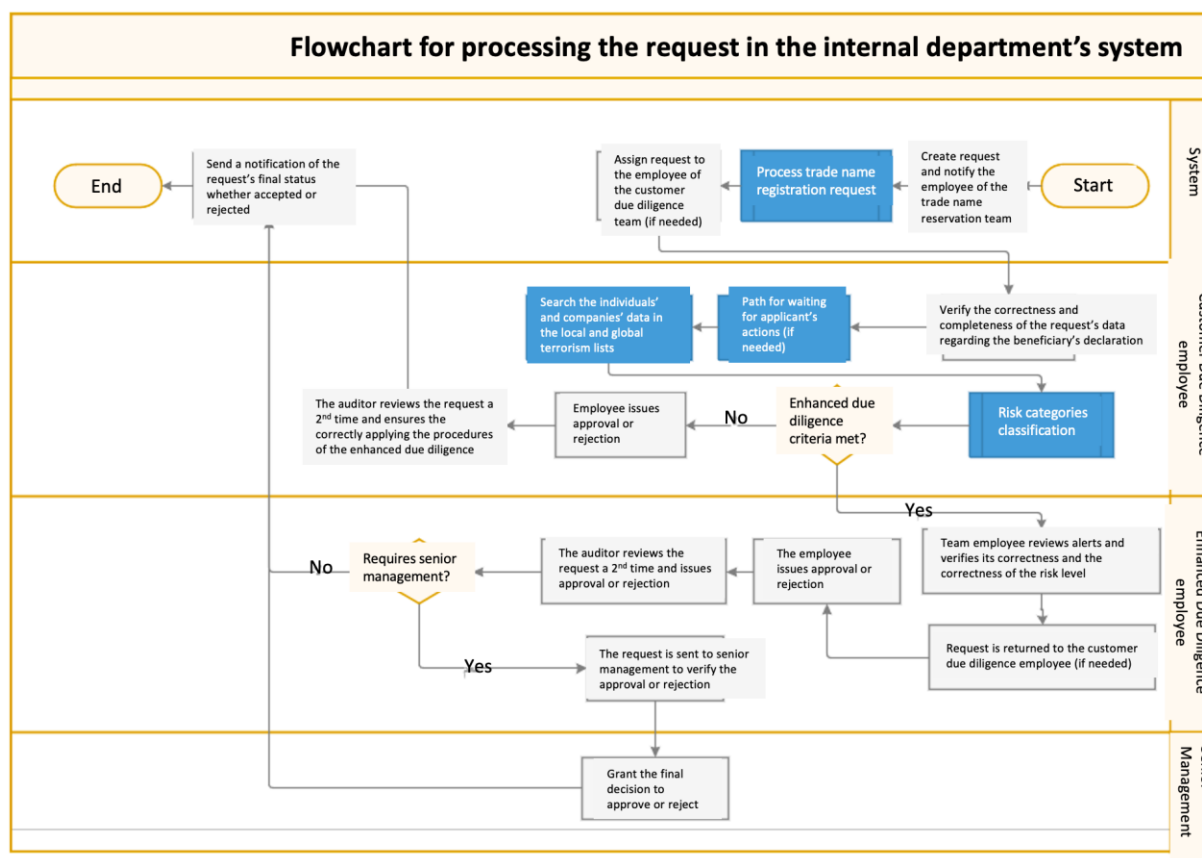 Flowchart for processing the request in the internal department's system
System
Start
Create request
and notify the
employee of the
trade name
reservation team
Process trade name
registration request
Assign request to
the employee of
the customer
due diligence
team (if needed)
Send a notification of the
request's final status
whether accepted or
rejected
End
employee
Verify the correctness and
completeness of the request's data
regarding the beneficiary's declaration
Path for waiting
for applicant's
actions (if
needed)
Search the individuals'
and companies' data in
the local and global
terrorism lists
Risk categories
classification
Enhanced due
diligence
criteria met?
No
Employee issues
approval or
rejection
The auditor reviews the request a
2nd time and ensures the
correctly applying the procedures
of the enhanced due diligence
Yes
Enhanced Due Diligence
employee
Team employee reviews alerts and
verifies its correctness and the
correctness of the risk level
Request is returned to the customer
due diligence employee (if needed)
The employee
issues approval or
rejection
The auditor reviews the
request a 2nd time and issues
approval or rejection
Requires senior
management?
No
Yes
The request is sent to senior
management to verify the
approval or rejection
Management
Grant the final
decision to
approve or reject